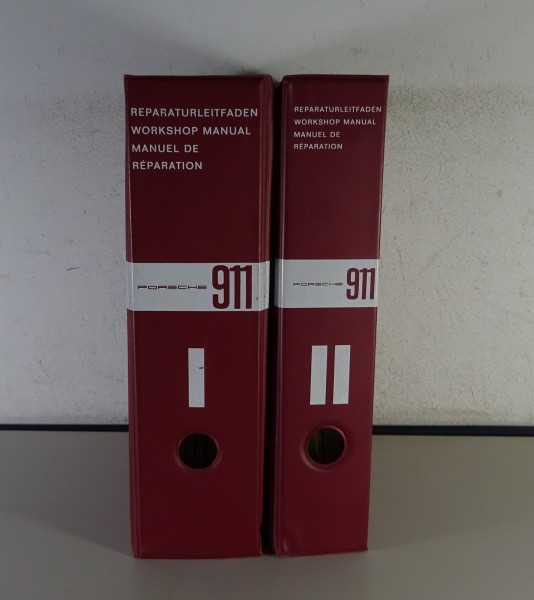 REPARATURLEITFADEN
WORKSHOP MANUAL
MANUEL DE
RÉPARATION
PORSCHE 911
I
REPARATURLEITFADEN
WORKSHOP MANUAL
MANUEL DE
RÉPARATION
PORSCHE 911
II